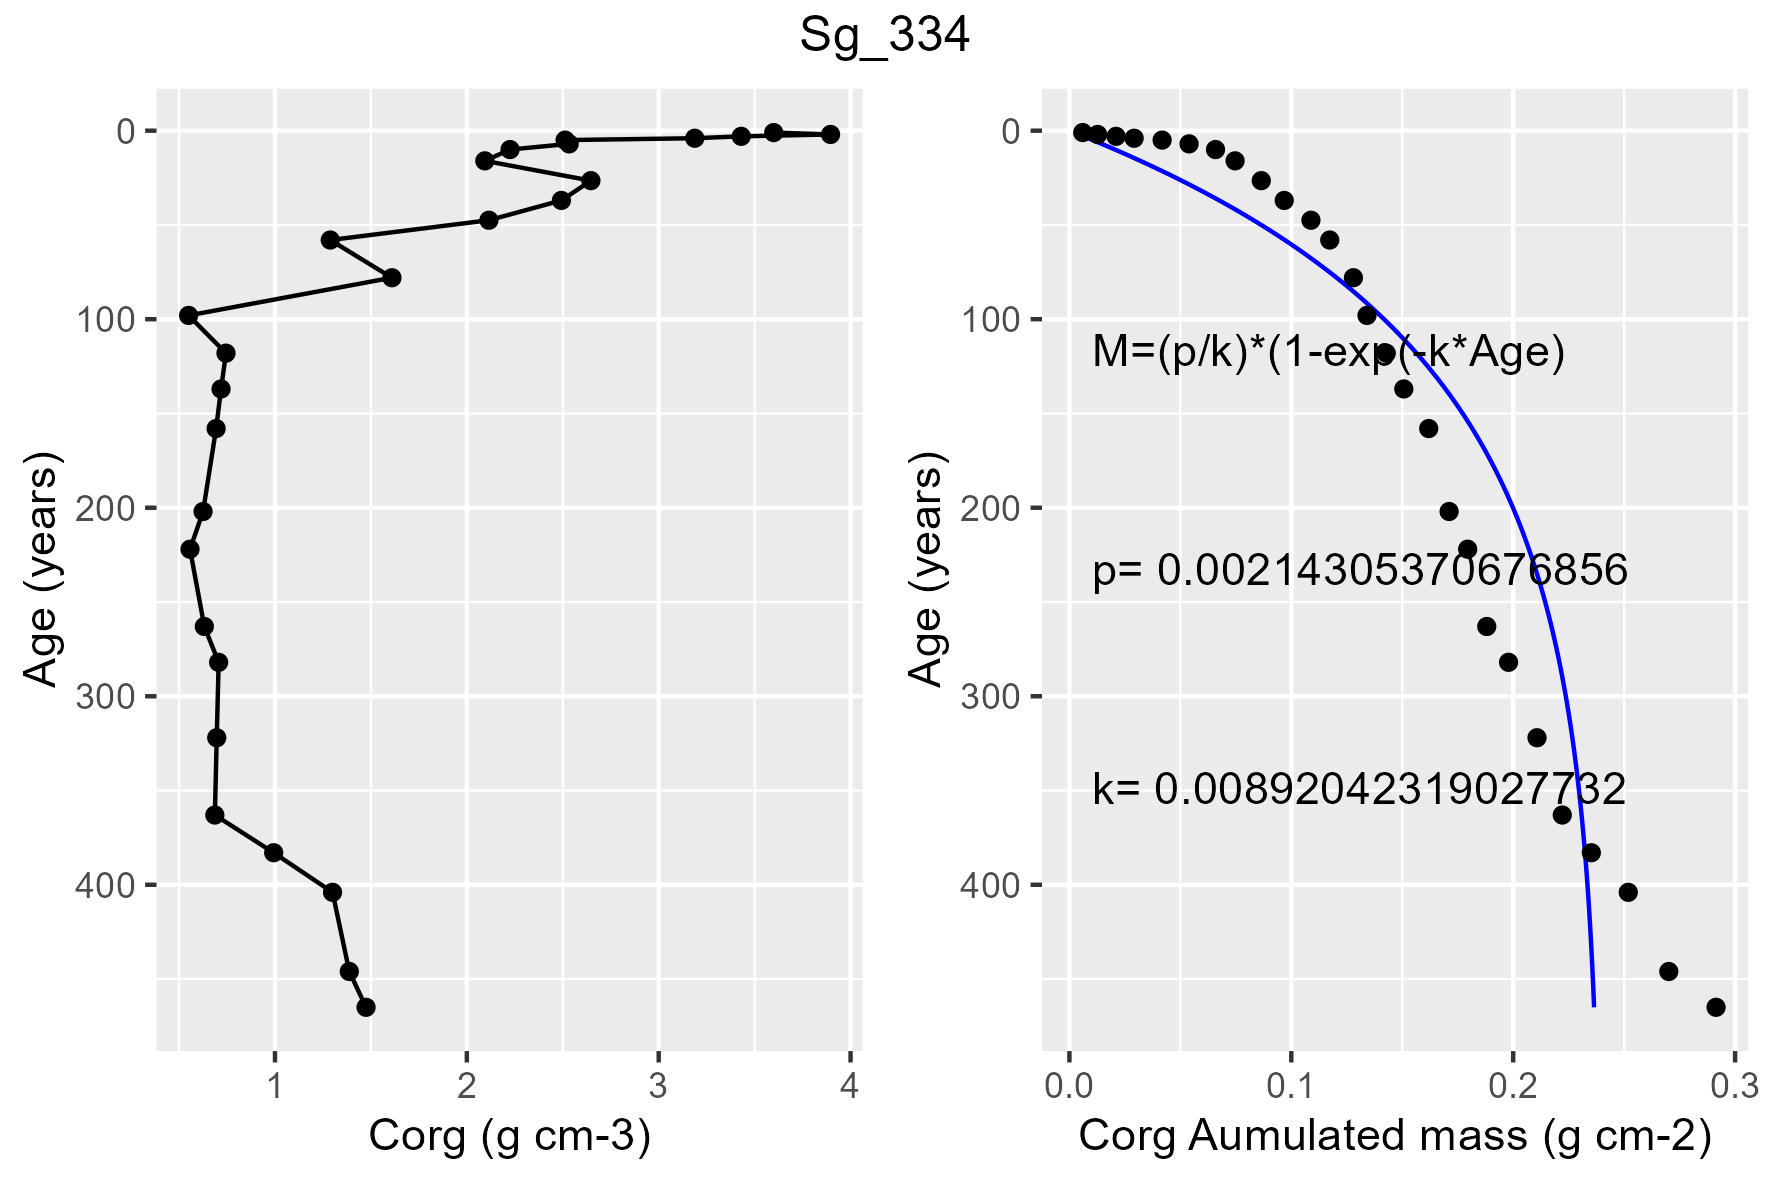 Sg_334
0
100
200
300
400
Age (years)
1 2 3 4
Corg (g cm-3)
0
100
200
300
400
Age (years)
M=(p/k)*(1-exp(-k*Age)
p= 0.00214305370676856
k= 0.00892042319027732
0.0 0.1 0.2 0.3
Corg Aumulated mass (g cm-2)